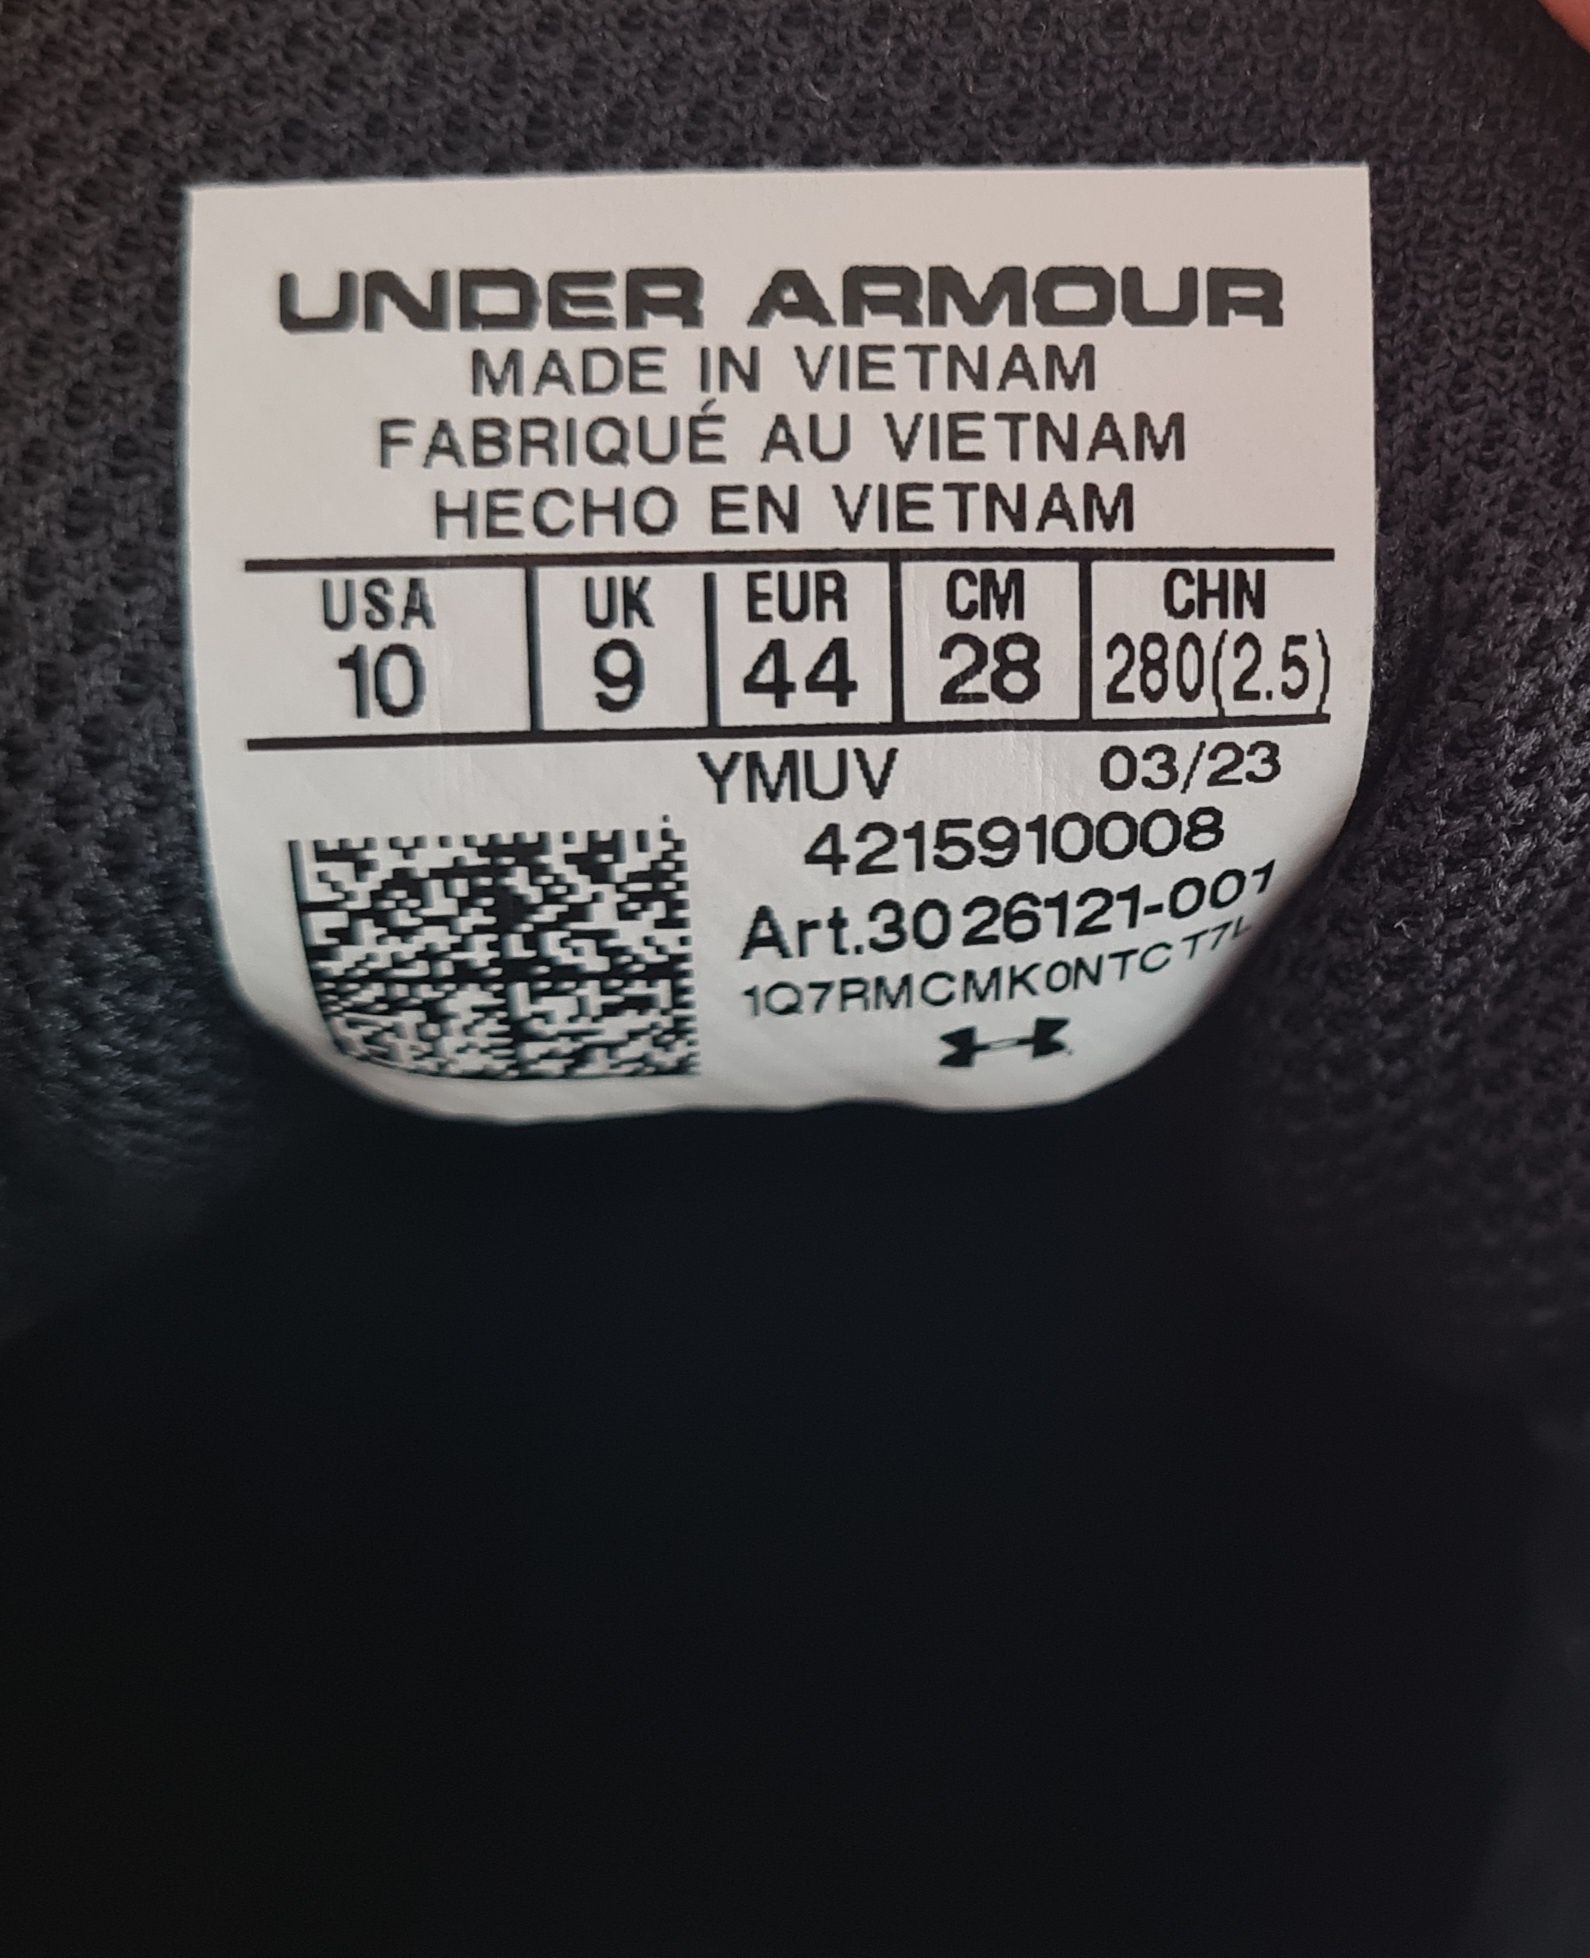 UNDER ARMOUR
MADE IN VIETNAM
FABRIQUÉ AU VIETNAM
HECHO EN VIETNAM
USA UK EUR CM CHN
10 9 44 28 280(2.5)
YMUV 03/23
4215910008
Art.3026121-001
1Q7RMCMK0NTCT7L